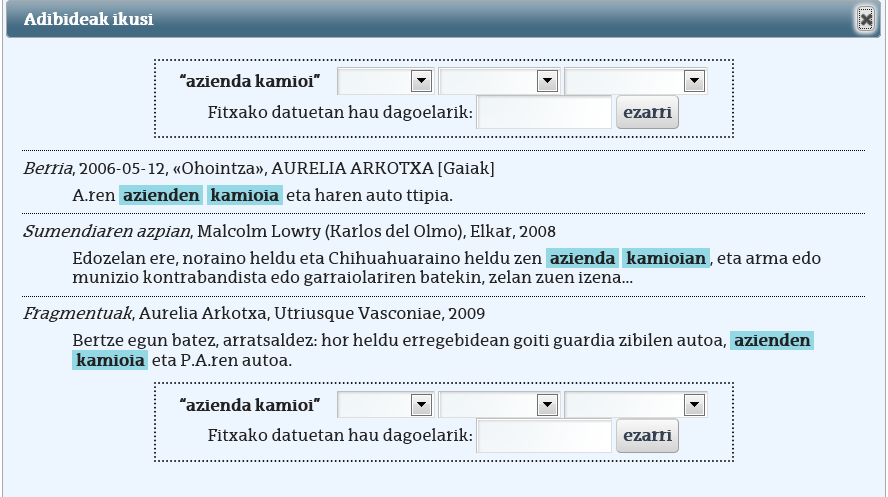 Adibideak ikusi
“azienda kamioi”
Fitxako datuetan hau dagoelarik: ezarri
Berria, 2006-05-12, «Ohointza», AURELIA ARKOTXA [Gaiak]
A.ren azienden kamioia eta haren auto ttipia.
Sumendiaren azpian, Malcolm Lowry (Karlos del Olmo), Elkar, 2008
Edozelan ere, noraino heldu eta Chihuahuaraino heldu zen azienda kamioian, eta arma edo
munizio kontrabandista edo garraiolariren batekin, zelan zuen izena...
Fragmentuak, Aurelia Arkotxa, Utriusque Vasconiae, 2009
Bertze egun batez, arratsaldez: hor heldu erregebidean goiti guardia zibilen autoa, azienden
kamioia eta P.A.ren autoa.
“azienda kamioi”
Fitxako datuetan hau dagoelarik: ezarri